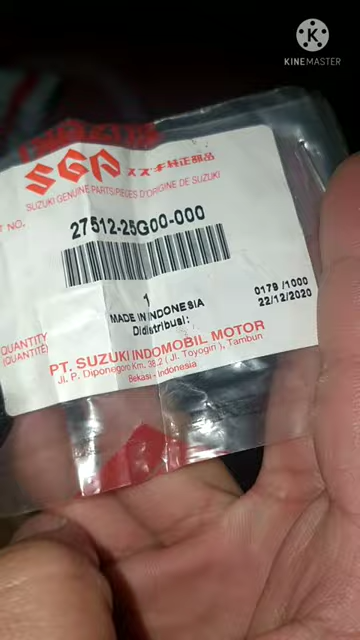 KINEMASTER
SGP スズキ純正部品
SUZUKI GENUINE PARTS/PIECES D'ORIGINE DE SUZUKI
T NO.
27512-25G00-000
1
MADE IN INDONESIA
Didistribusi:
0179 /1000
22/12/2020
QUANTITY
(QUANTITÉ)
PT. SUZUKI INDOMOBIL MOTOR
Jl. P. Diponegoro Km. 38.2 ( Jl. Toyogiri ), Tambun
Bekasi - Indonesia